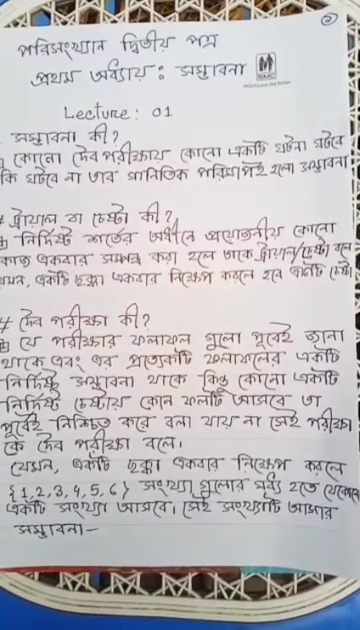 পরিসংখ্যান দ্বিতীয় পত্র
প্রথম অধ্যায় : সম্ভাবনা
SMC
Lecture : 01
সম্ভাবনা কী?
কোনো দৈব পরীক্ষায় কোনো একটি ঘটনা ঘটবে
কি ঘটবে না তার গানিতিক পরিমাপই হলো সম্ভাবনা
# ট্রায়াল বা চেষ্টা কী?
নির্দিষ্ট শর্তের অধীনে প্রয়োজনীয় কোনো
কাজ একবার সম্পন্ন করা হলে তাকে ট্রায়াল/চেষ্টা বলে
যেমন, একটি ছক্কা একবার নিক্ষেপ করলে হবে একটি চেষ্টা
# দৈব পরীক্ষা কী?
যে পরীক্ষার ফলাফল গুলো পূর্বেই জানা
থাকে এবং এর প্রত্যেকটি ফলাফলের একটি
নির্দিষ্ট সম্ভাবনা থাকে কিন্তু কোনো একটি
নির্দিষ্ট চেষ্টায় কোন ফলটি আসবে তা
পূর্বেই নিশ্চিত করে বলা যায় না সেই পরীক্ষা
কে দৈব পরীক্ষা বলে।
যেমন, একটি ছক্কা একবার নিক্ষেপ করলে
{1,2,3,4,5,6} সংখ্যা গুলোর মধ্য হতে যেকোনো
একটি সংখ্যা আসবে। সেই সংখ্যাটি আসার
সম্ভাবনা–